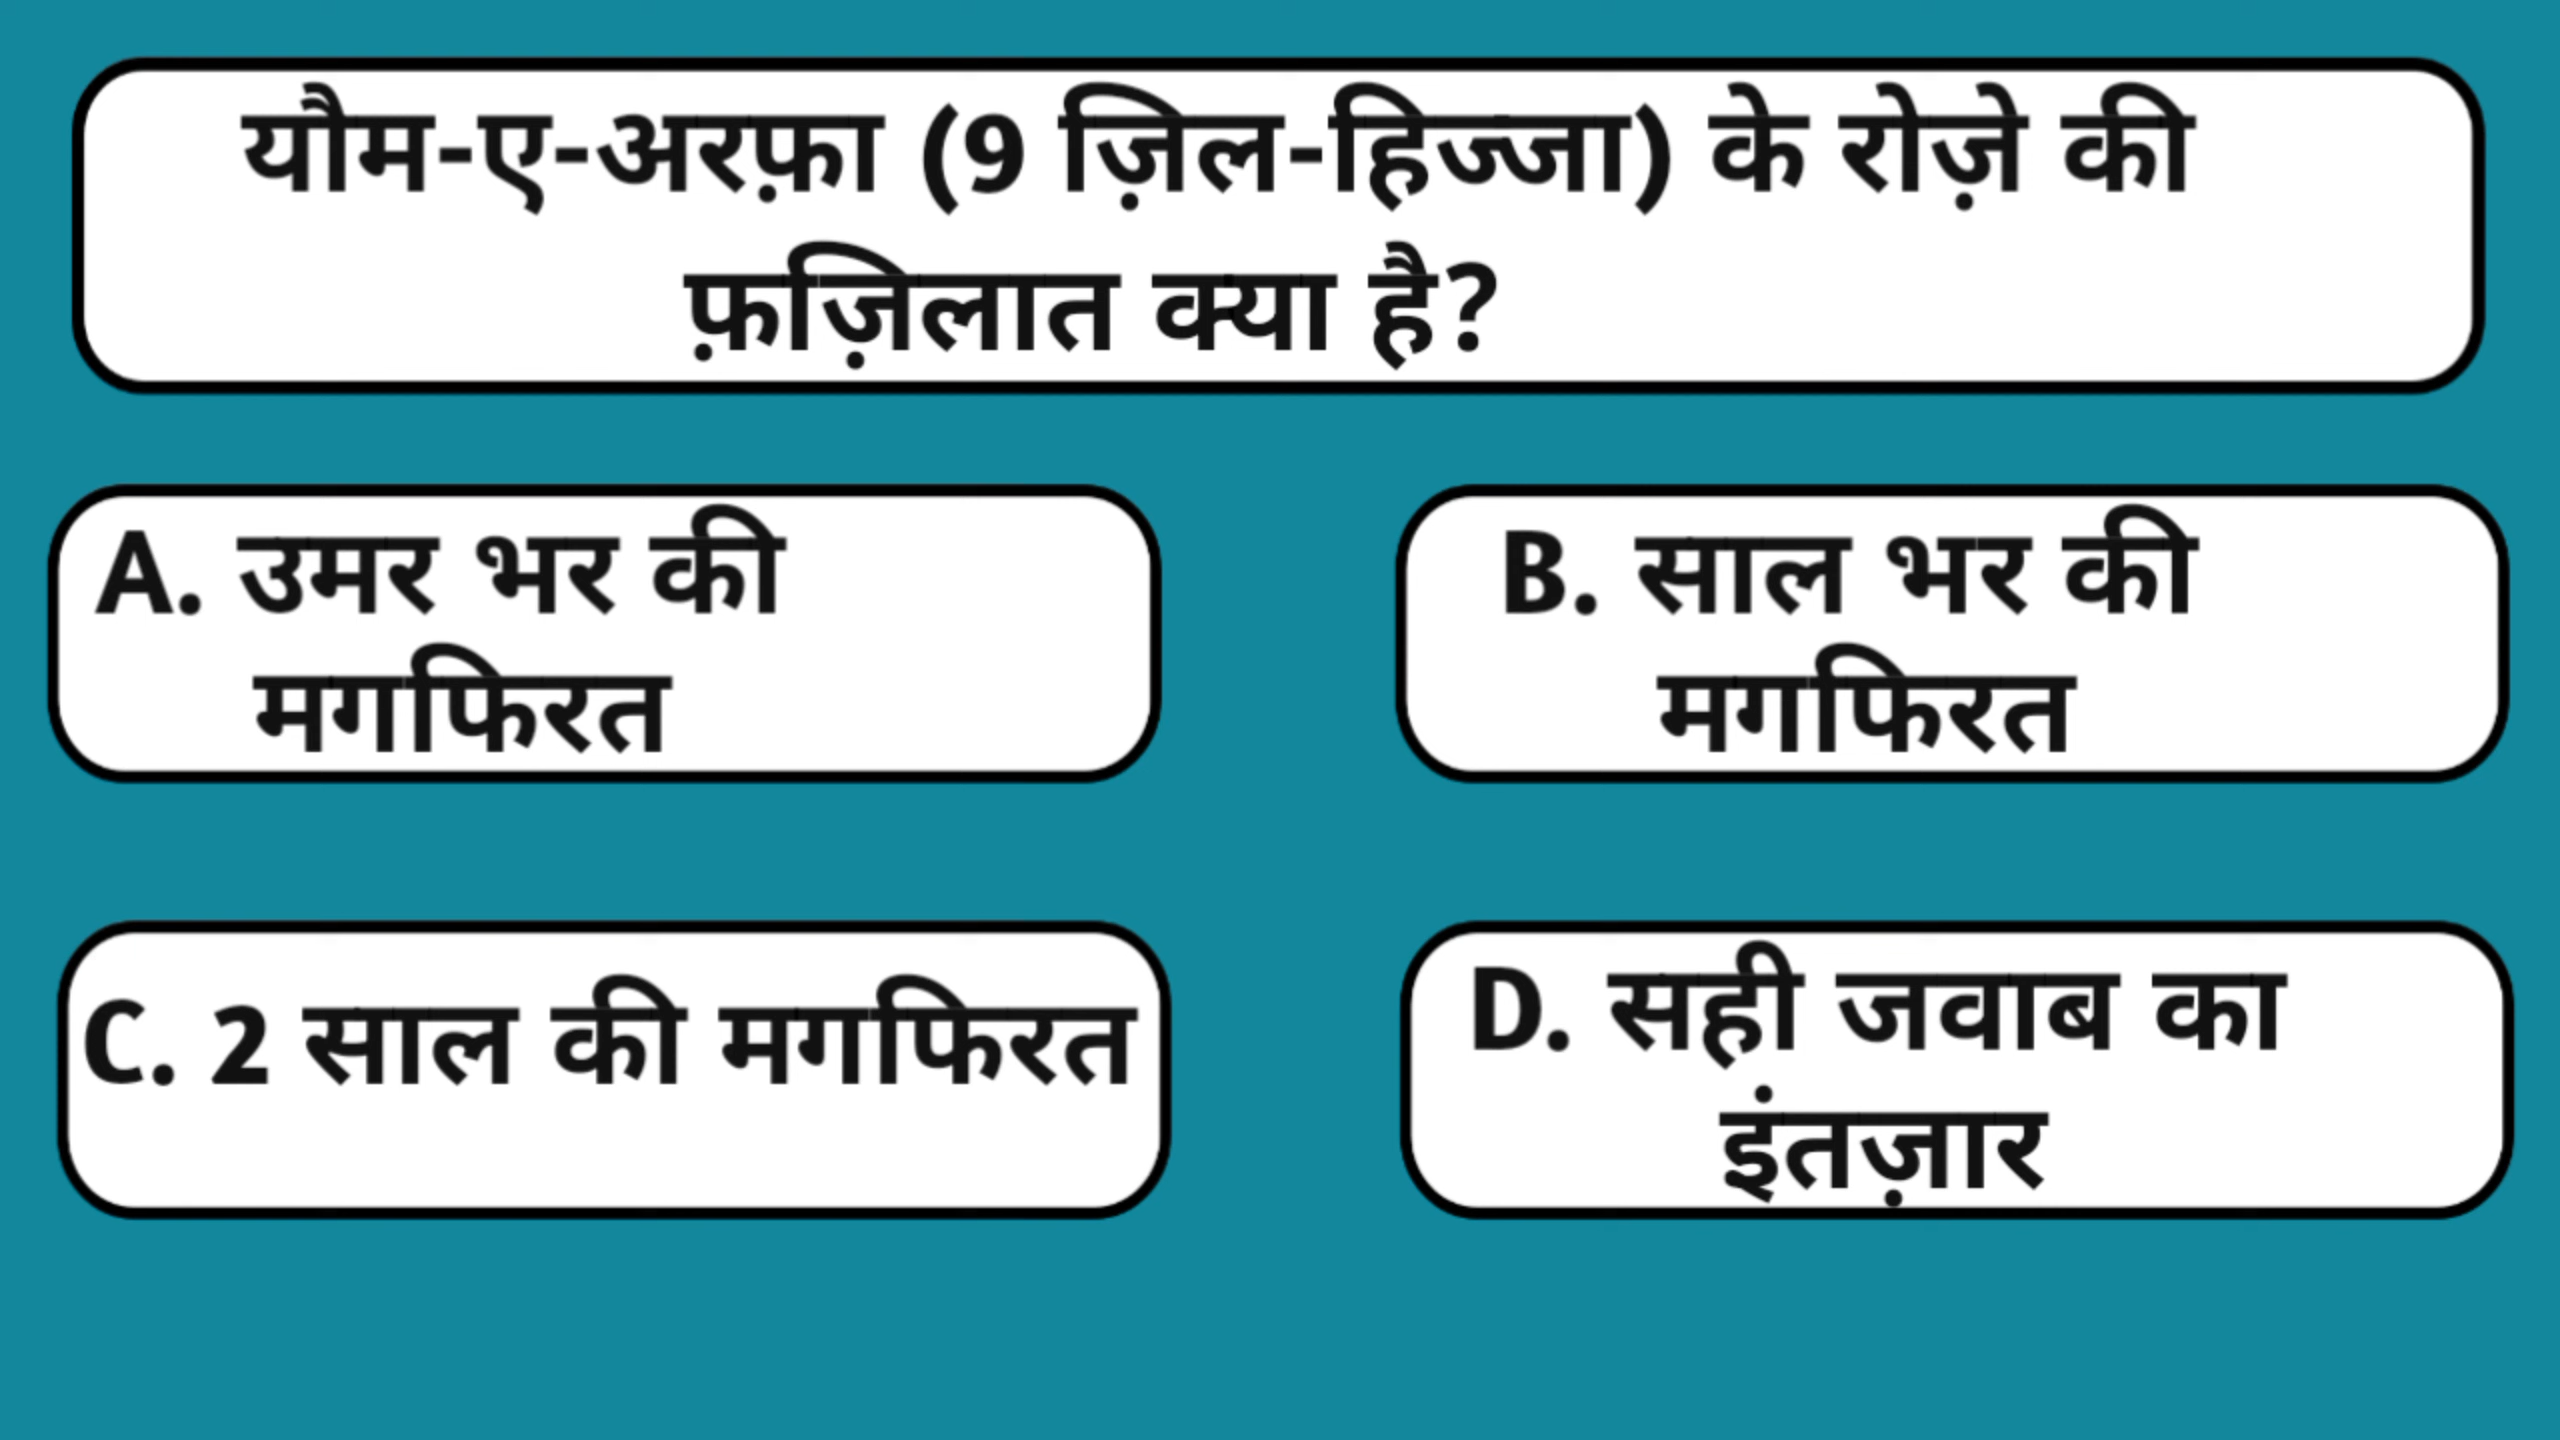 यौम-ए-अरफ़ा (9 ज़िल-हिज्जा) के रोज़े की
फ़ज़िलात क्या है?
A. उमर भर की
मगफिरत
B. साल भर की
मगफिरत
C. 2 साल की मगफिरत
D. सही जवाब का
इंतज़ार